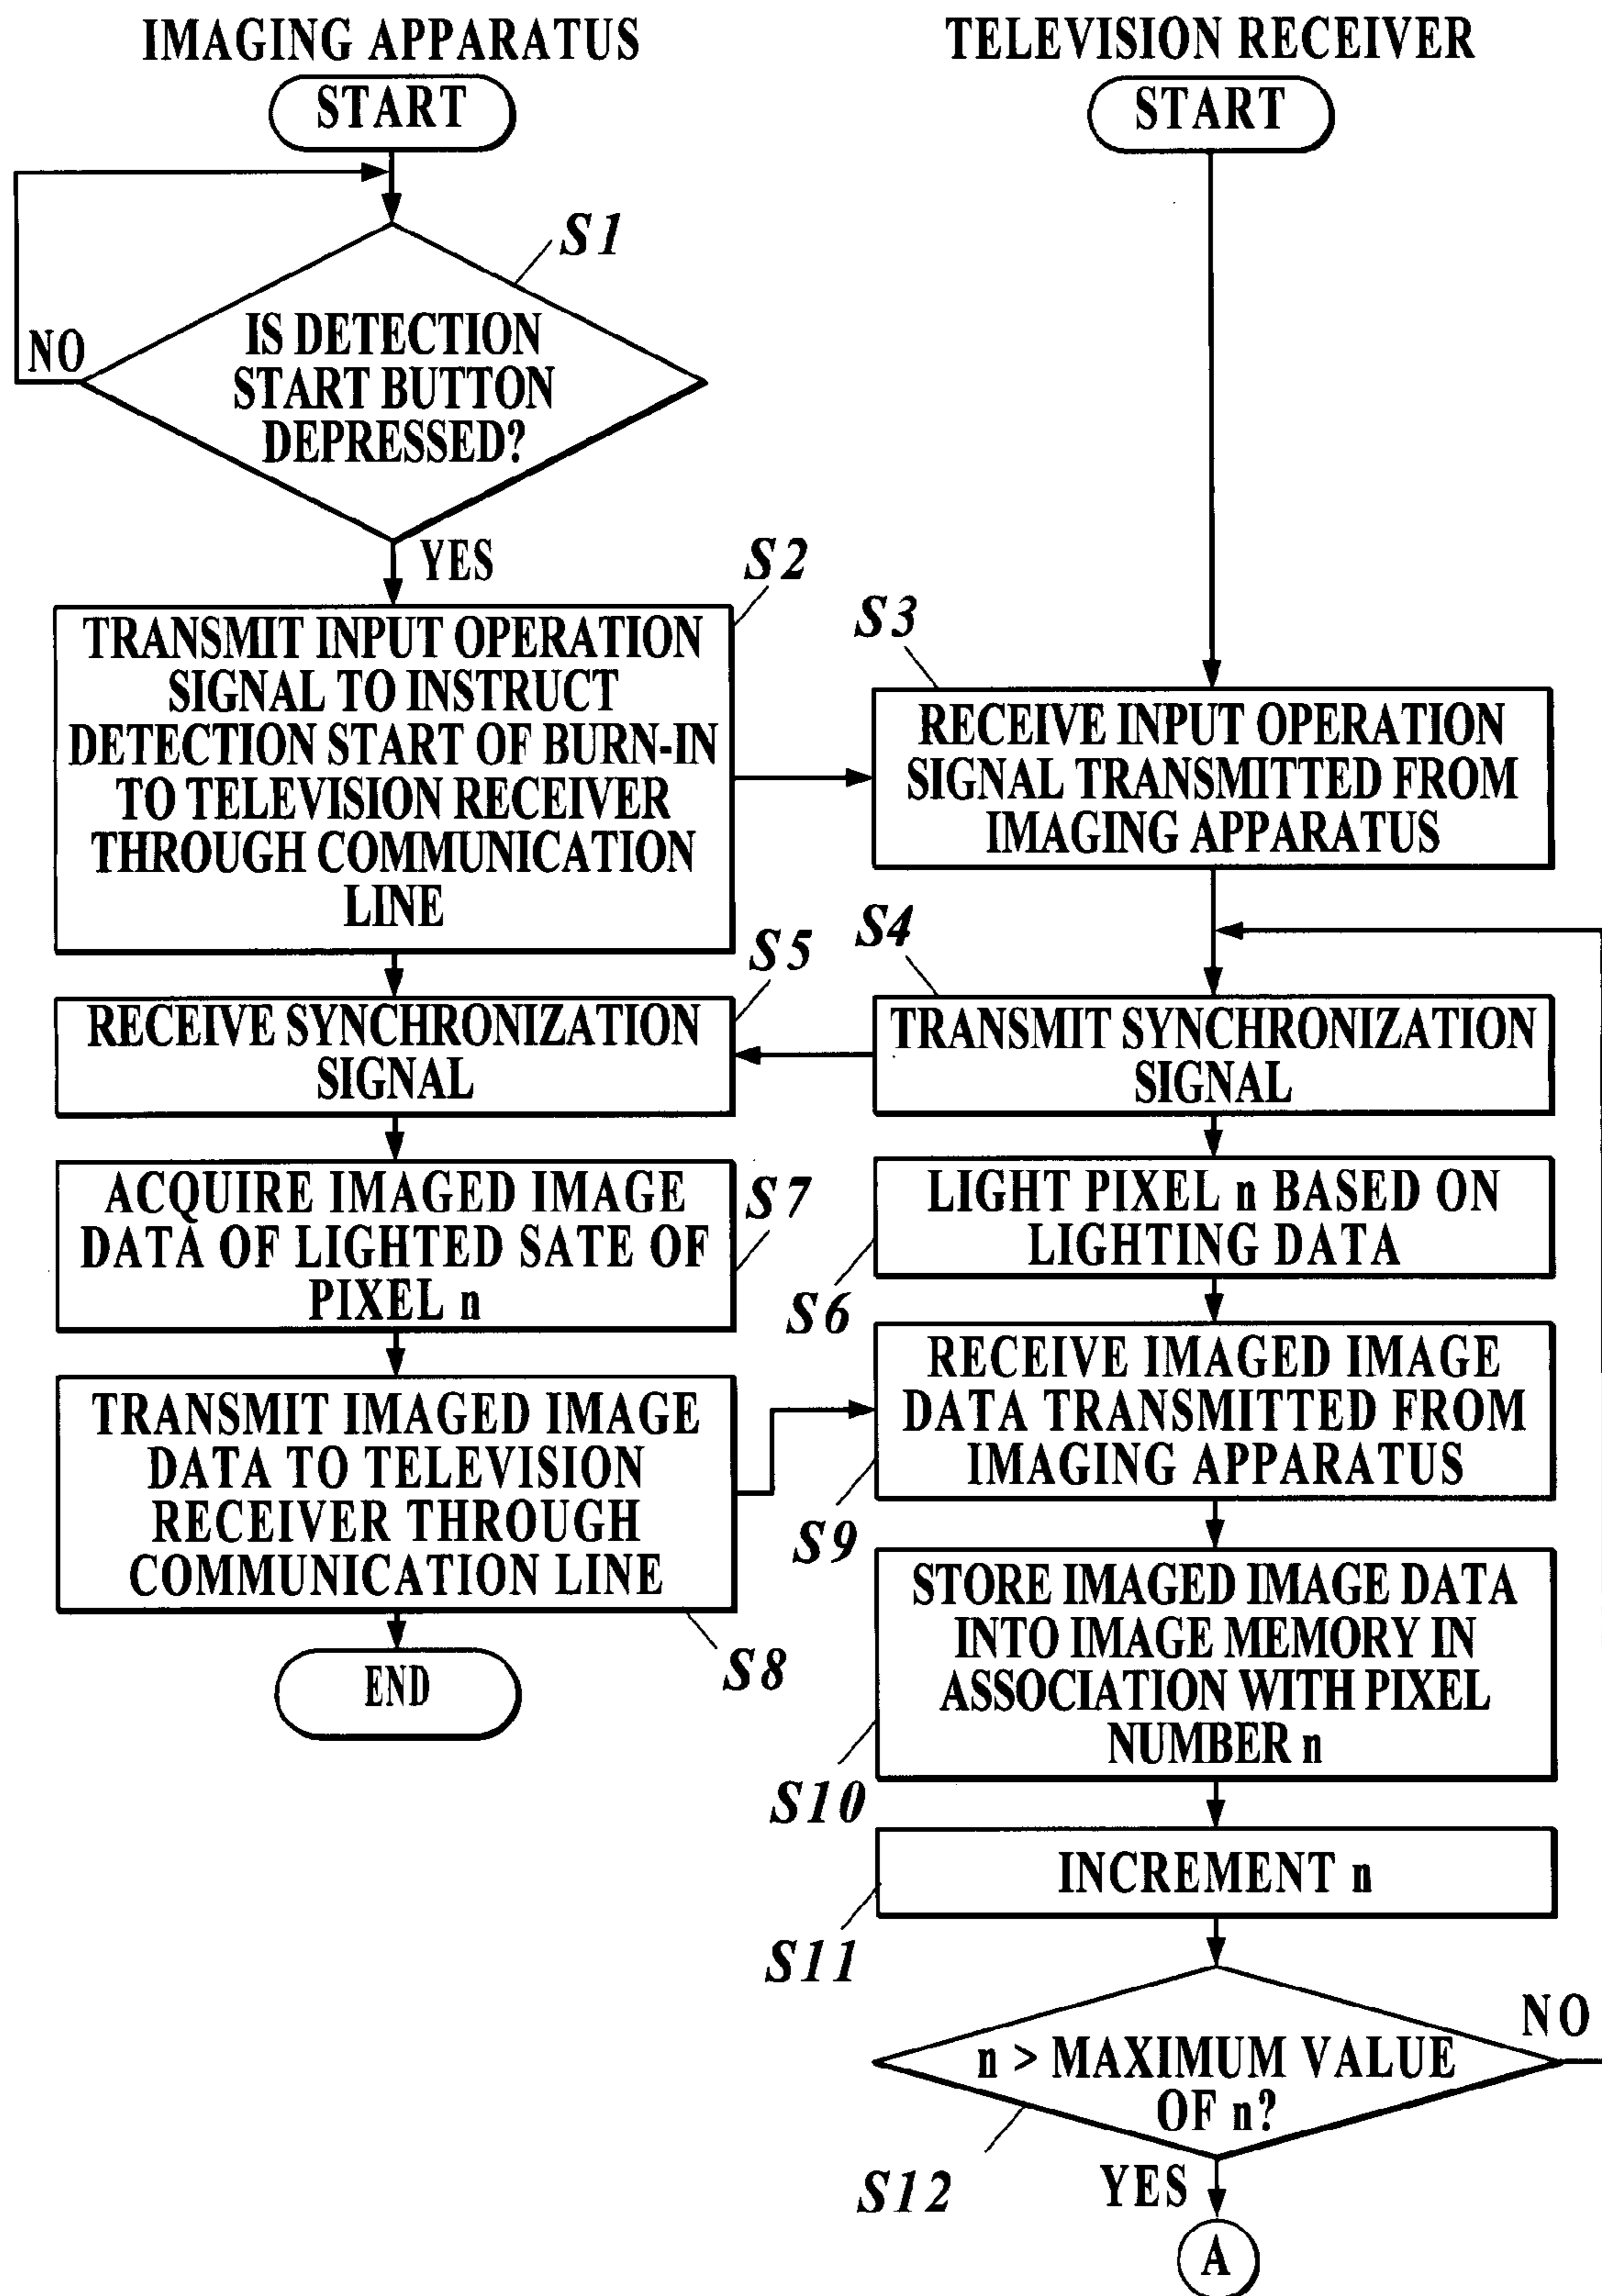 IMAGING APPARATUS
START
S1
IS DETECTION
START BUTTON
DEPRESSED?
NO
YES
S2
TRANSMIT INPUT OPERATION
SIGNAL TO INSTRUCT
DETECTION START OF BURN-IN
TO TELEVISION RECEIVER
THROUGH COMMUNICATION
LINE
S5
RECEIVE SYNCHRONIZATION
SIGNAL
S7
ACQUIRE IMAGED IMAGE
DATA OF LIGHTED SATE OF
PIXEL n
TRANSMIT IMAGED IMAGE
DATA TO TELEVISION
RECEIVER THROUGH
COMMUNICATION LINE
S8
END
TELEVISION RECEIVER
START
S3
RECEIVE INPUT OPERATION
SIGNAL TRANSMITTED FROM
IMAGING APPARATUS
S4
TRANSMIT SYNCHRONIZATION
SIGNAL
LIGHT PIXEL n BASED ON
LIGHTING DATA
S6
RECEIVE IMAGED IMAGE
DATA TRANSMITTED FROM
IMAGING APPARATUS
S9
STORE IMAGED IMAGE DATA
INTO IMAGE MEMORY IN
ASSOCIATION WITH PIXEL
NUMBER n
S10
INCREMENT n
S11
n > MAXIMUM VALUE
OF n?
NO
S12
YES
A